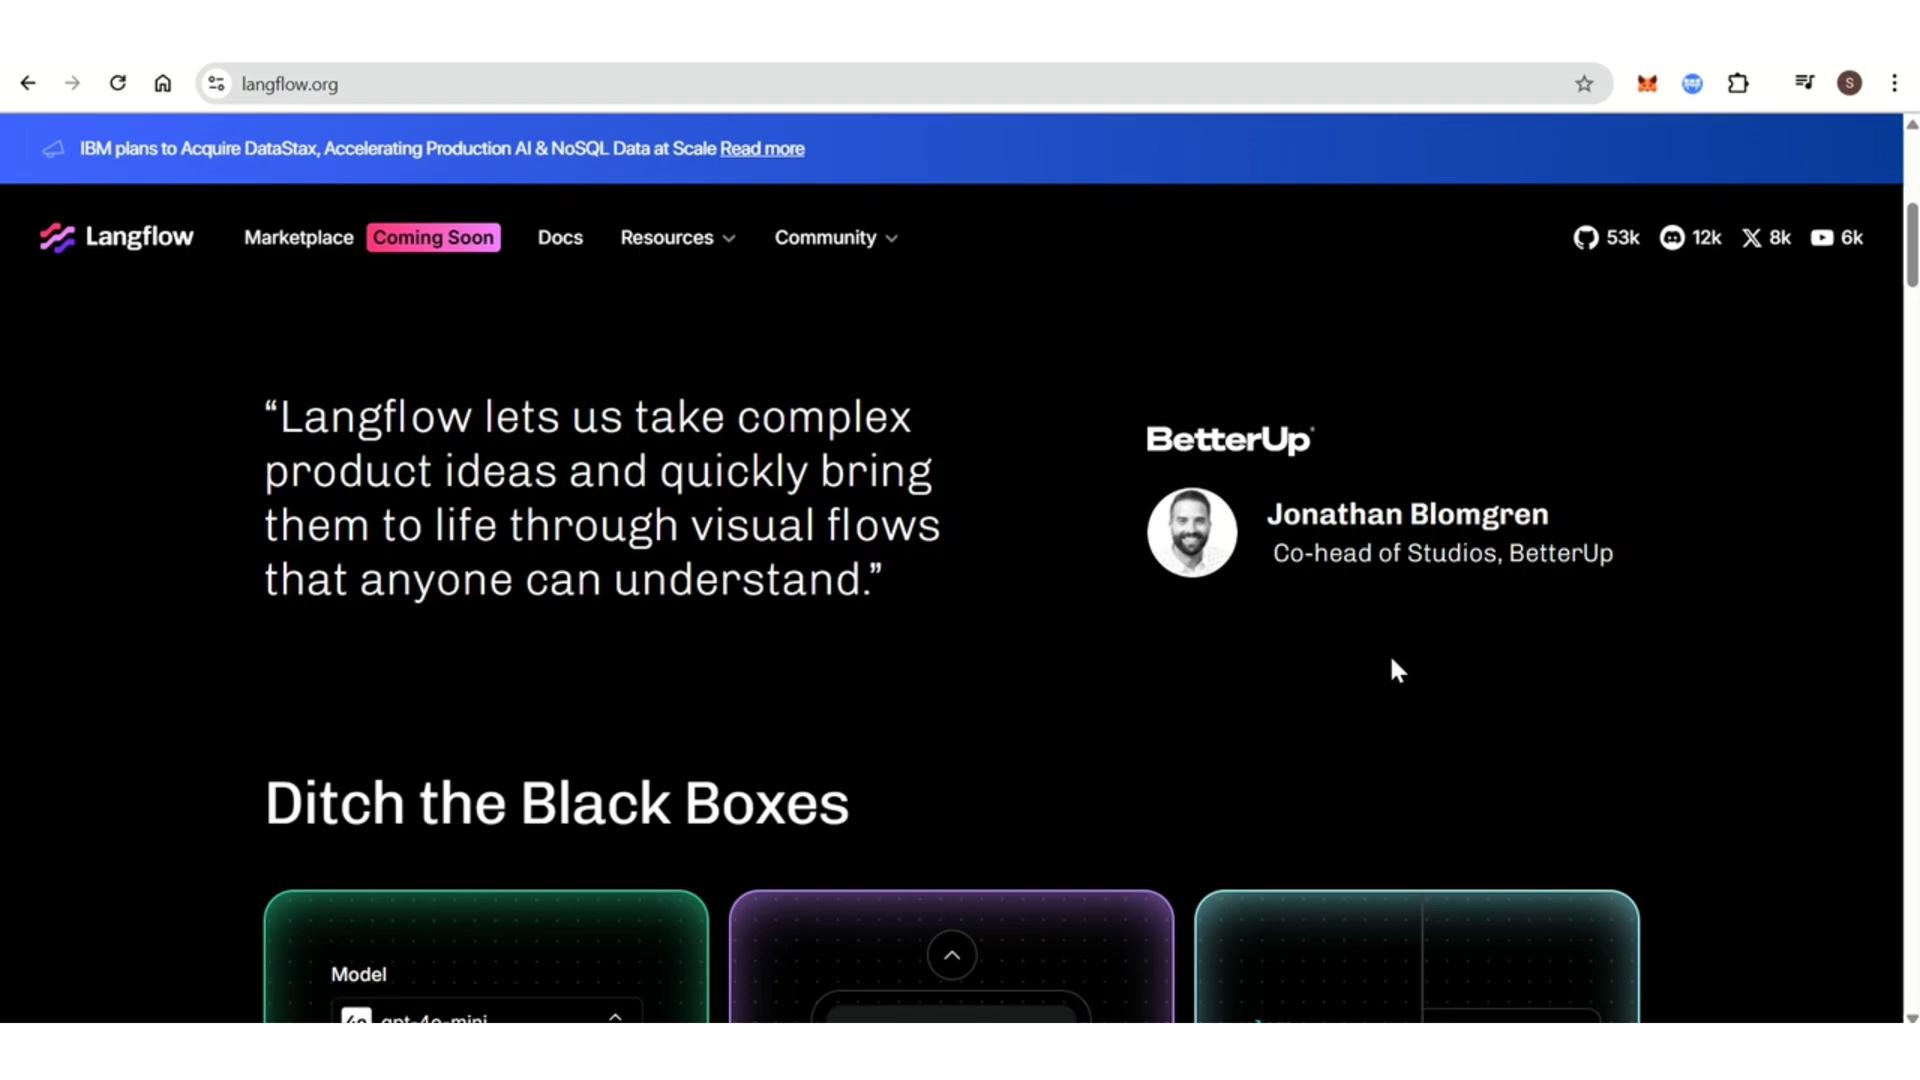 langflow.org
S
IBM plans to Acquire DataStax, Accelerating Production AI & NoSQL Data at Scale Read more
Langflow
Marketplace Coming Soon Docs Resources Community
53k 12k 8k 6k
“Langflow lets us take complex
product ideas and quickly bring
them to life through visual flows
that anyone can understand.”
BetterUp
Jonathan Blomgren
Co-head of Studios, BetterUp
Ditch the Black Boxes
Model
gpt-4o-mini